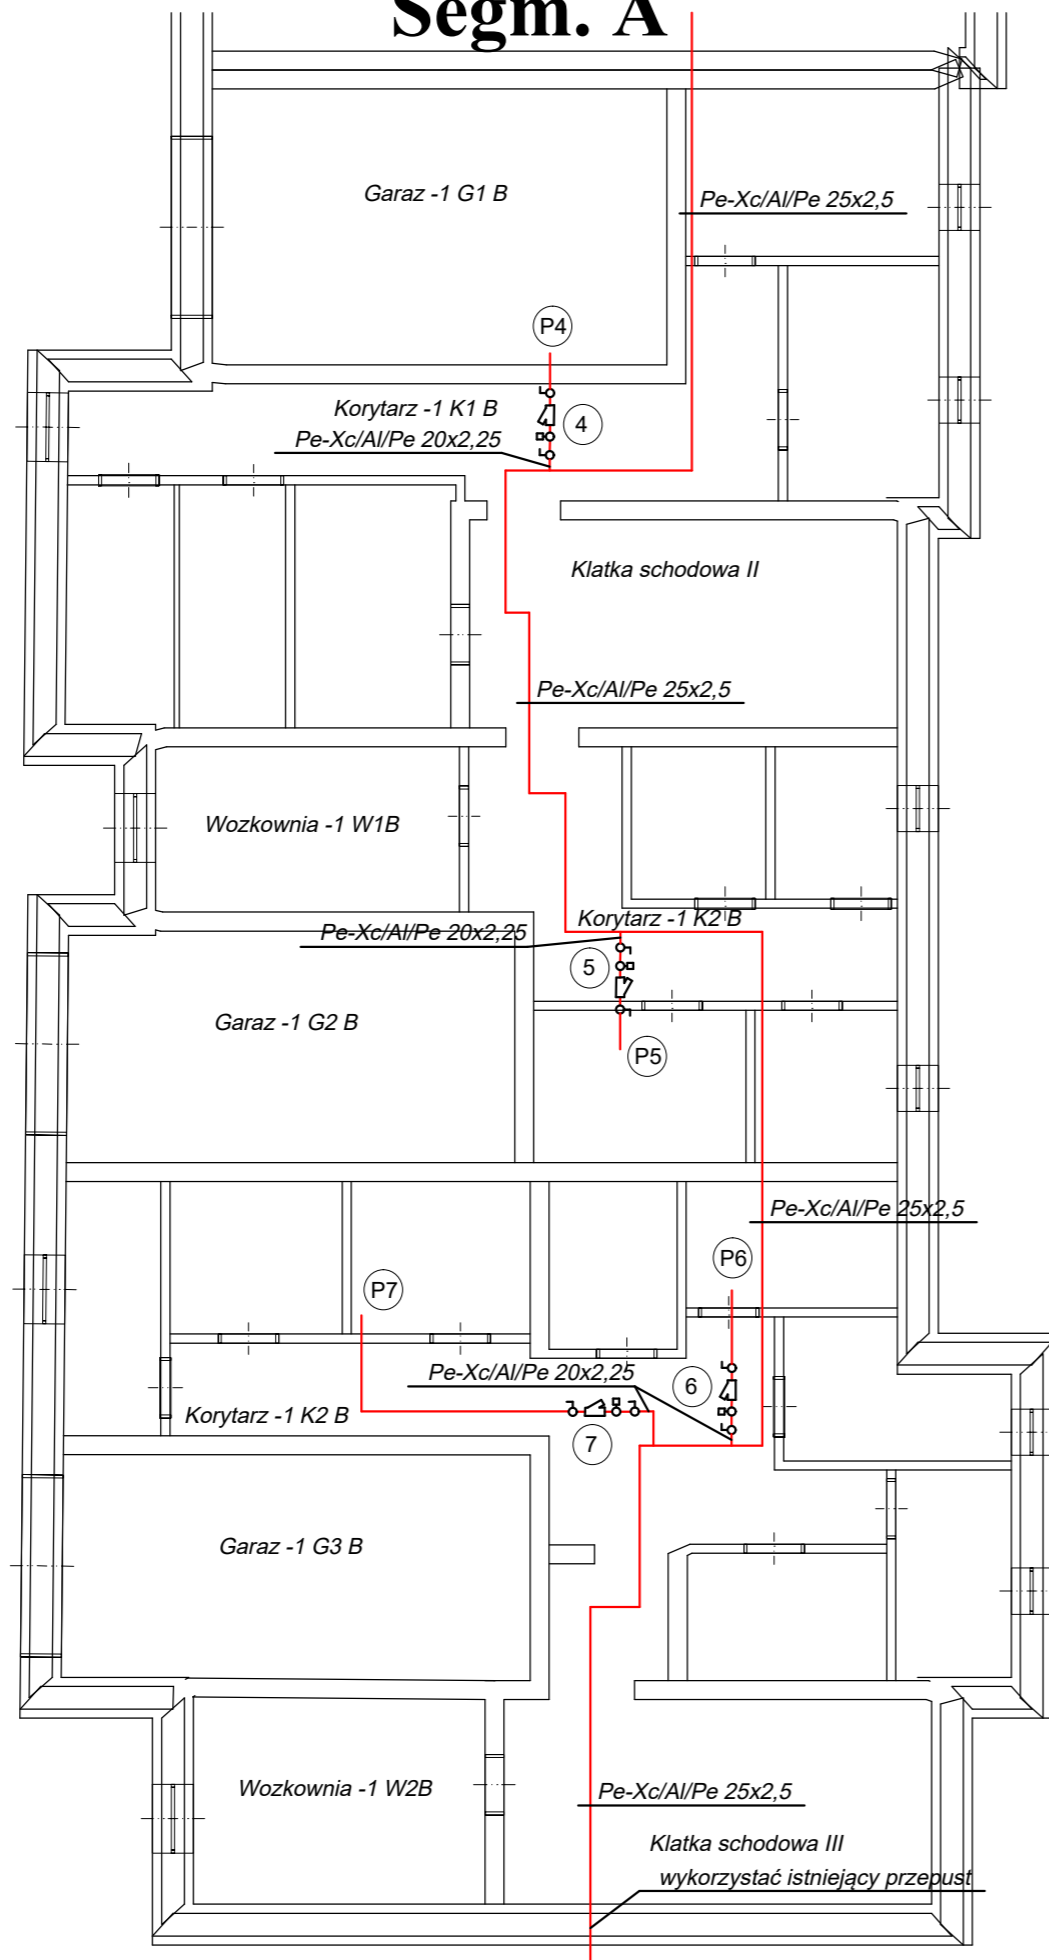 Segm. A
Garaz -1 G1 B
Pe-Xc/Al/Pe 25x2,5
P4
Korytarz -1 K1 B
4
Pe-Xc/Al/Pe 20x2,25
Klatka schodowa II
Pe-Xc/Al/Pe 25x2,5
Wozkownia -1 W1B
Korytarz -1 K2 B
Pe-Xc/Al/Pe 20x2,25
5
Garaz -1 G2 B
P5
Pe-Xc/Al/Pe 25x2,5
P6
P7
Pe-Xc/Al/Pe 20x2,25
6
Korytarz -1 K2 B
7
Garaz -1 G3 B
Wozkownia -1 W2B
Pe-Xc/Al/Pe 25x2,5
Klatka schodowa III
wykorzystać istniejący przepust